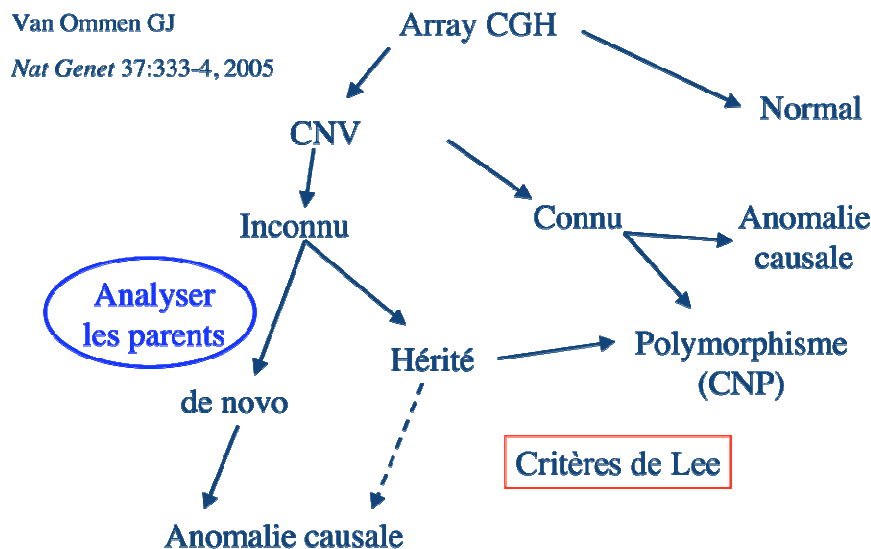 Van Ommen GJ
Nat Genet 37:333-4, 2005
Array CGH
Normal
CNV
Inconnu
Connu
Anomalie
causale
Analyser
les parents
Hérité
Polymorphisme
(CNP)
de novo
Critères de Lee
Anomalie causale